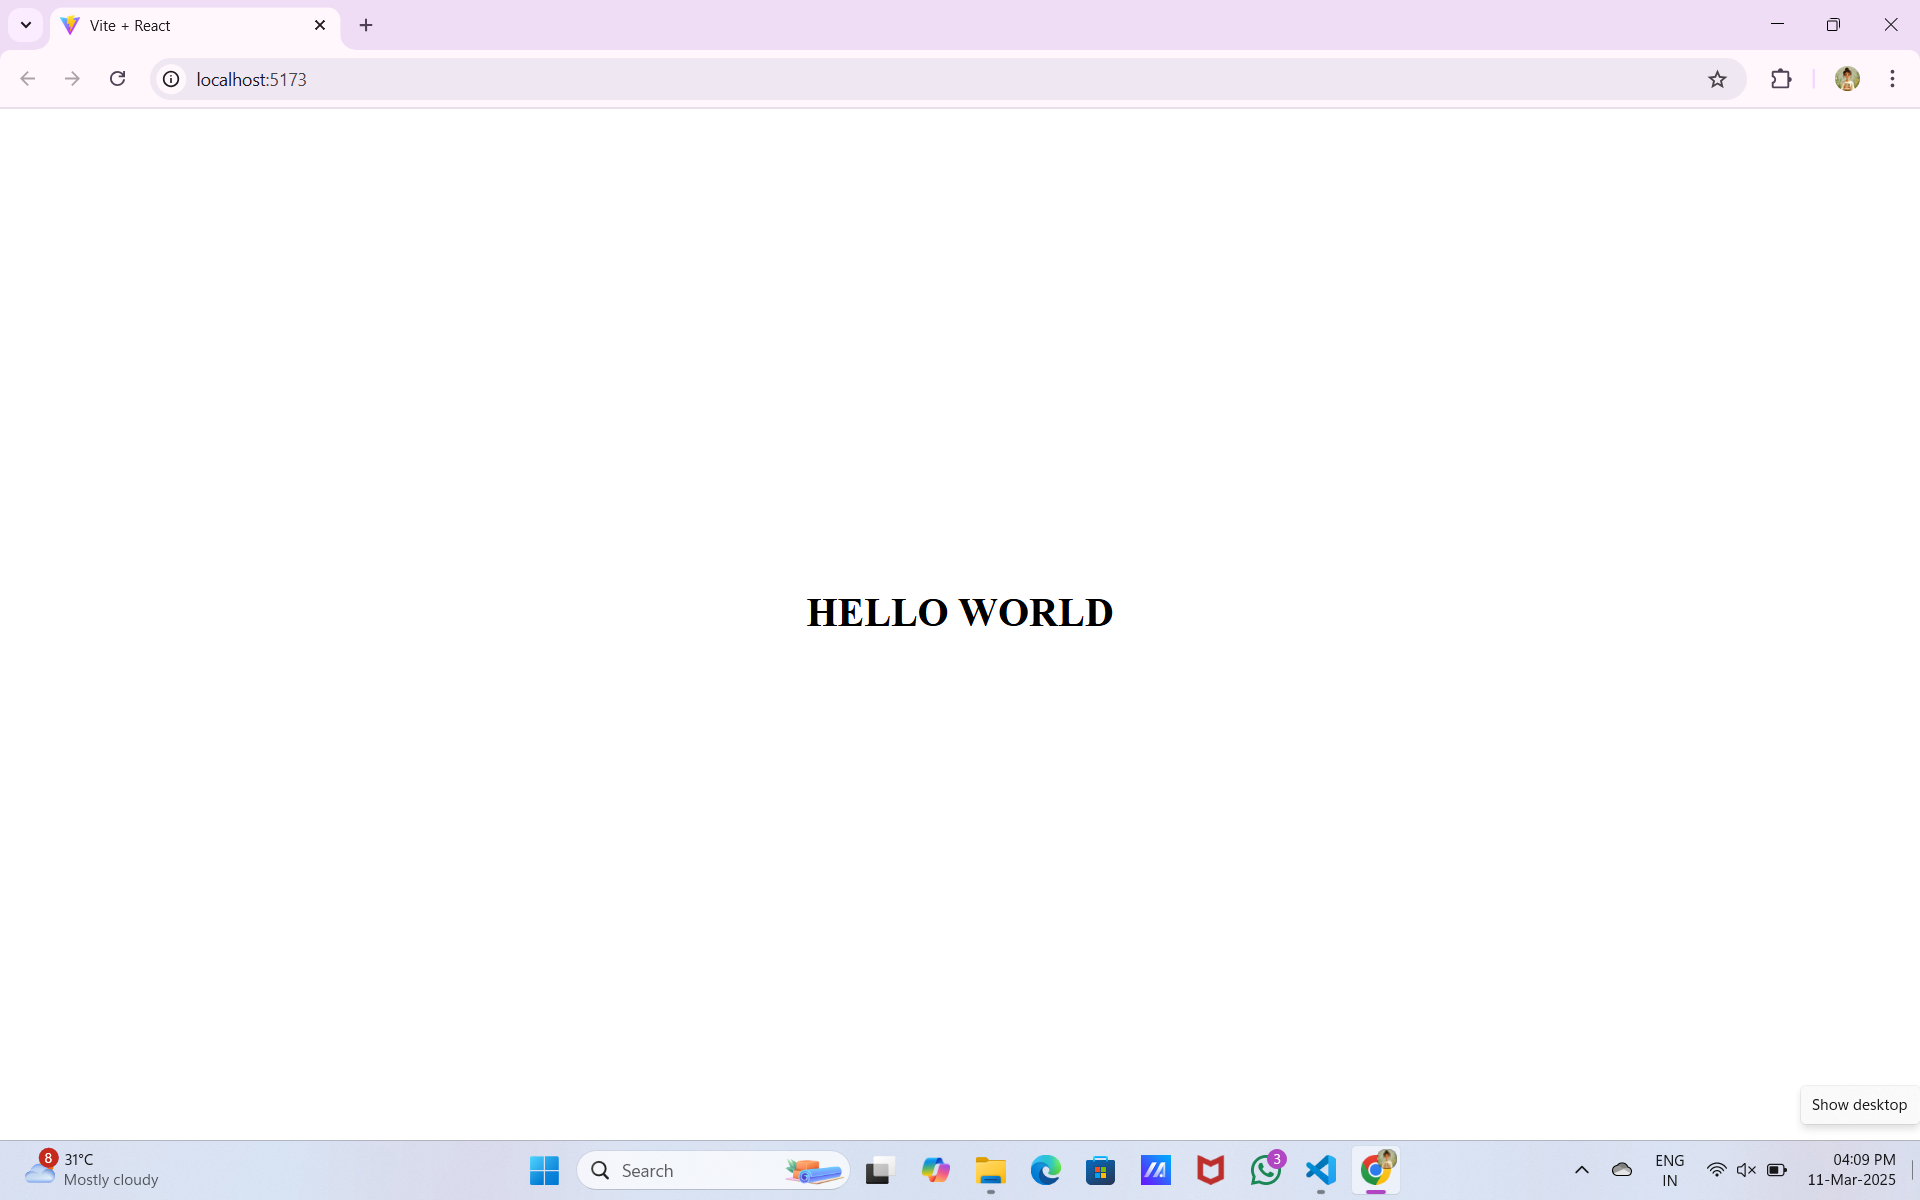 Vite + React
localhost:5173
HELLO WORLD
Show desktop
8
31°C
Mostly cloudy
Search
3
ENG
IN
04:09 PM
11-Mar-2025